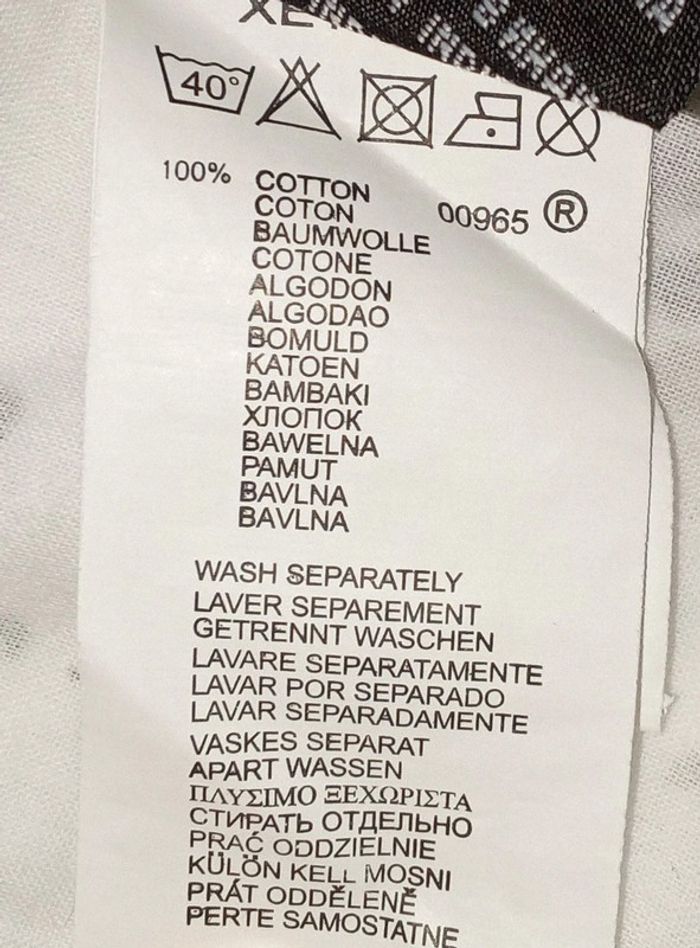 40°
100% COTTON
COTON
00965 ®
BAUMWOLLE
COTONE
ALGODON
ALGODAO
BOMULD
KATOEN
BAMBAKI
ХЛОПОК
BAWELNA
PAMUT
BAVLNA
BAVLNA
WASH SEPARATELY
LAVER SEPAREMENT
GETRENNT WASCHEN
LAVARE SEPARATAMENTE
LAVAR POR SEPARADO
LAVAR SEPARADAMENTE
VASKES SEPARAT
APART WASSEN
ΠΛΥΣΙΜΟ ΞΕΧΩΡΙΣΤΑ
СТИРАТЬ ОТДЕЛЬНО
PRAĆ ODDZIELNIE
KÜLÖN KELL MOSNI
PRÁT ODDĚLENĚ
PERTE SAMOSTATNE